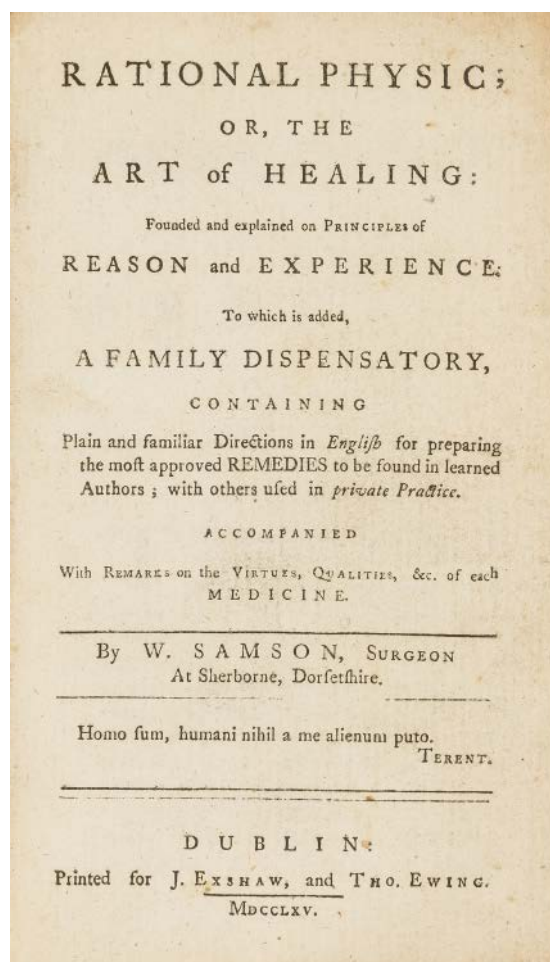 RATIONAL PHYSIC;
OR, THE
ART of HEALING:
Founded and explained on PRINCIPLES of
REASON and EXPERIENCE:
To which is added,
A FAMILY DISPENSATORY,
CONTAINING
Plain and familiar Directions in Engliſh for preparing
the moſt approved REMEDIES to be found in learned
Authors ; with others uſed in private Practice.
ACCOMPANIED
With REMARKS on the VIRTUES, QUALITIES, &c. of each
MEDICINE.
By W. SAMSON, SURGEON
At Sherborne, Dorſetſhire.
Homo ſum, humani nihil a me alienum puto.
TERENT.
DUBLIN:
Printed for J. EXSHAW, and THO. EWING.
MDCCLXV.